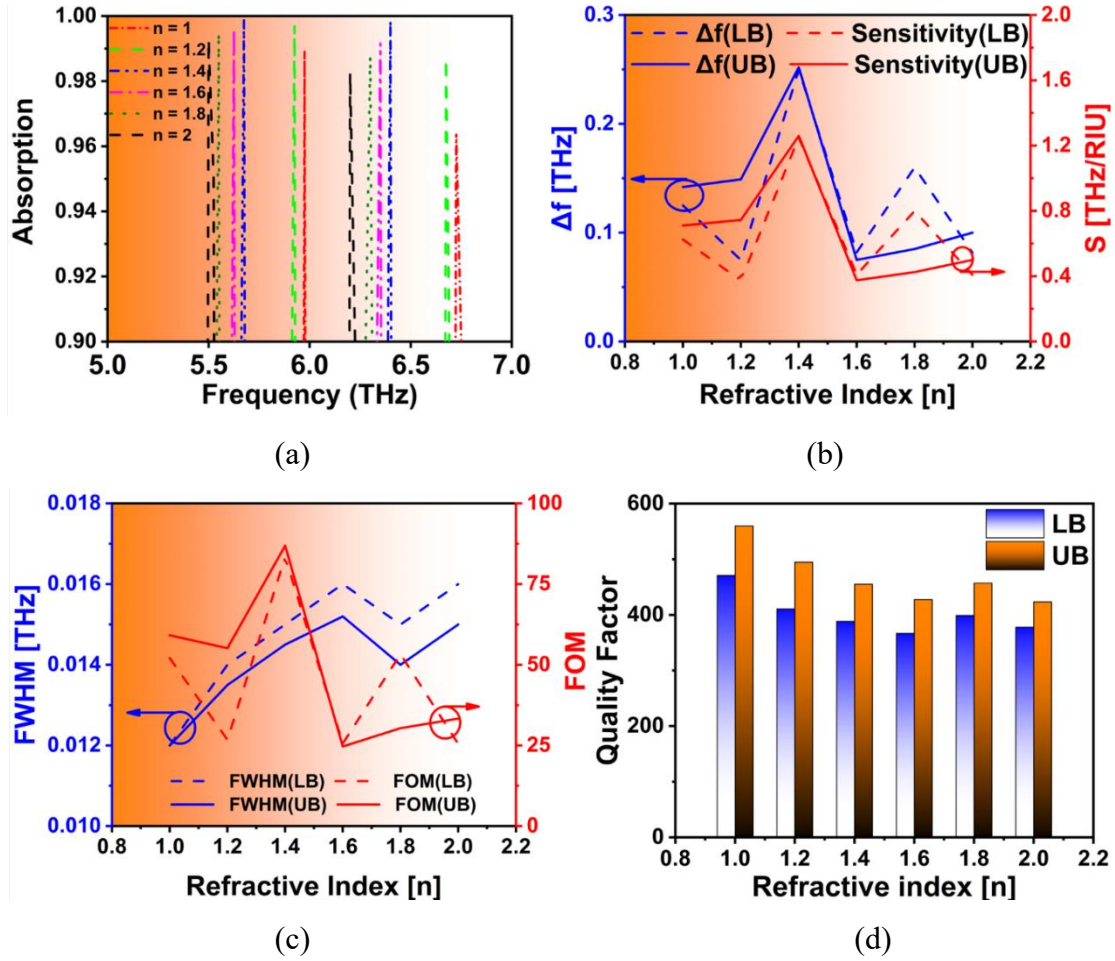 n = 1
n = 1.2
n = 1.4
n = 1.6
n = 1.8
n = 2
1.00
0.98
0.96
0.94
0.92
0.90
Absorption
5.0 5.5 6.0 6.5 7.0
Frequency (THz)
(a)
Δf(LB) Sensitivity(LB)
Δf(UB) Senstivity(UB)
0.3
0.2
0.1
0.0
Δf [THz]
2.0
1.6
1.2
0.8
0.4
0.0
S [THz/RIU]
0.8 1.0 1.2 1.4 1.6 1.8 2.0 2.2
Refractive Index [n]
(b)
0.018
0.016
0.014
0.012
0.010
FWHM [THz]
100
75
50
25
0
FOM
FWHM(LB) FOM(LB)
FWHM(UB) FOM(UB)
0.8 1.0 1.2 1.4 1.6 1.8 2.0 2.2
Refractive Index [n]
(c)
600
400
200
0
Quality Factor
LB
UB
0.8 1.0 1.2 1.4 1.6 1.8 2.0 2.2
Refractive index [n]
(d)